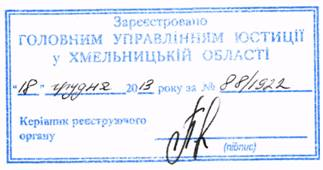 Зареєстровано
ГОЛОВНИМ УПРАВЛІННЯМ ЮСТИЦІЇ
у ХМЕЛЬНИЦЬКІЙ ОБЛАСТІ
"18" грудня 2013 року за № 88/1922
Керівник реєструючого
органу
(підпис)